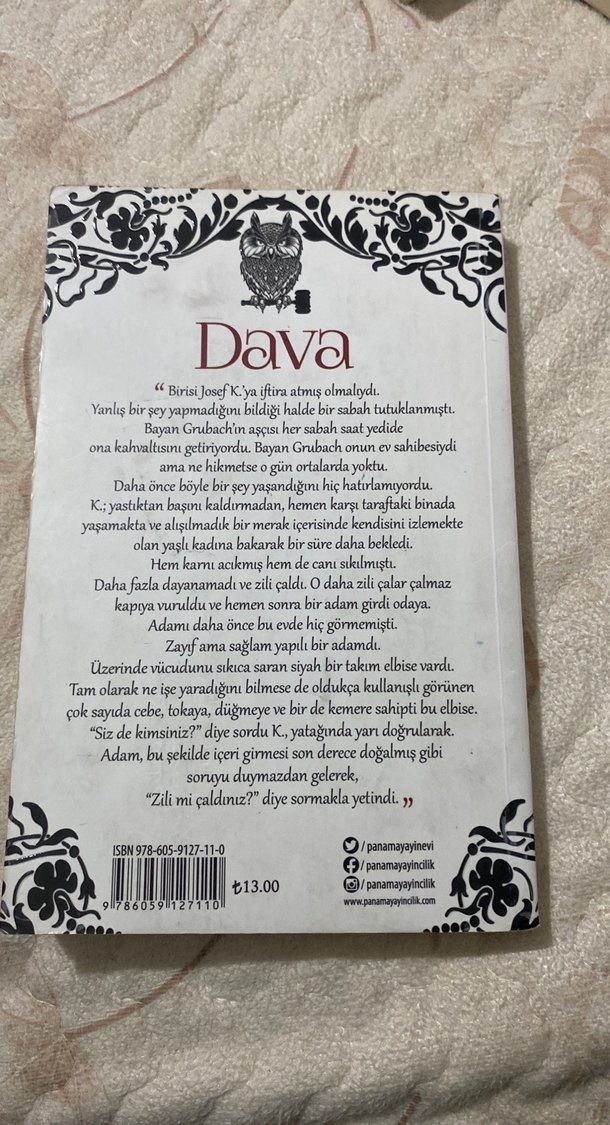 Dava
“ Birisi Josef K.'ya iftira atmış olmalıydı.
Yanlış bir şey yapmadığını bildiği halde bir sabah tutuklanmıştı.
Bayan Grubach'ın aşçısı her sabah saat yedide
ona kahvaltısını getiriyordu. Bayan Grubach onun ev sahibesiydi
ama ne hikmetse o gün ortalarda yoktu.
Daha önce böyle bir şey yaşandığını hiç hatırlamıyordu.
K.; yastıktan başını kaldırmadan, hemen karşı taraftaki binada
yaşamakta ve alışılmadık bir merak içerisinde kendisini izlemekte
olan yaşlı kadına bakarak bir süre daha bekledi.
Hem karnı acıkmış hem de canı sıkılmıştı.
Daha fazla dayanamadı ve zili çaldı. O daha zili çalar çalmaz
kapıya vuruldu ve hemen sonra bir adam girdi odaya.
Adamı daha önce bu evde hiç görmemişti.
Zayıf ama sağlam yapılı bir adamdı.
Üzerinde vücudunu sıkıca saran siyah bir takım elbise vardı.
Tam olarak ne işe yaradığını bilmese de oldukça kullanışlı görünen
çok sayıda cebe, tokaya, düğmeye ve bir de kemere sahipti bu elbise.
“Siz de kimsiniz?” diye sordu K., yatağında yarı doğrularak.
Adam, bu şekilde içeri girmesi son derece doğalmış gibi
soruyu duymazdan gelerek,
“Zili mi çaldınız?” diye sormakla yetindi. ”
ISBN 978-605-9127-11-0
9 786059 127110
₺13.00
/ panamayayinevi
/ panamayayincilik
/ panamayayincilik
www.panamayayincilik.com